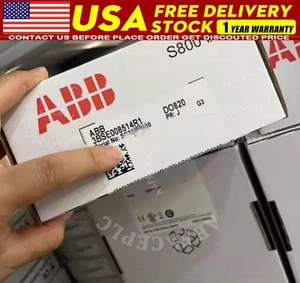 USA
FREE DELIVERY
STOCK 1 YEAR WARRANTY
CONTACT US BEFORE PLACE ORDER GET DISCOUTED PRICE
S800
ABB
ABB
3BSE008514R1
DO820
PR: J
G3